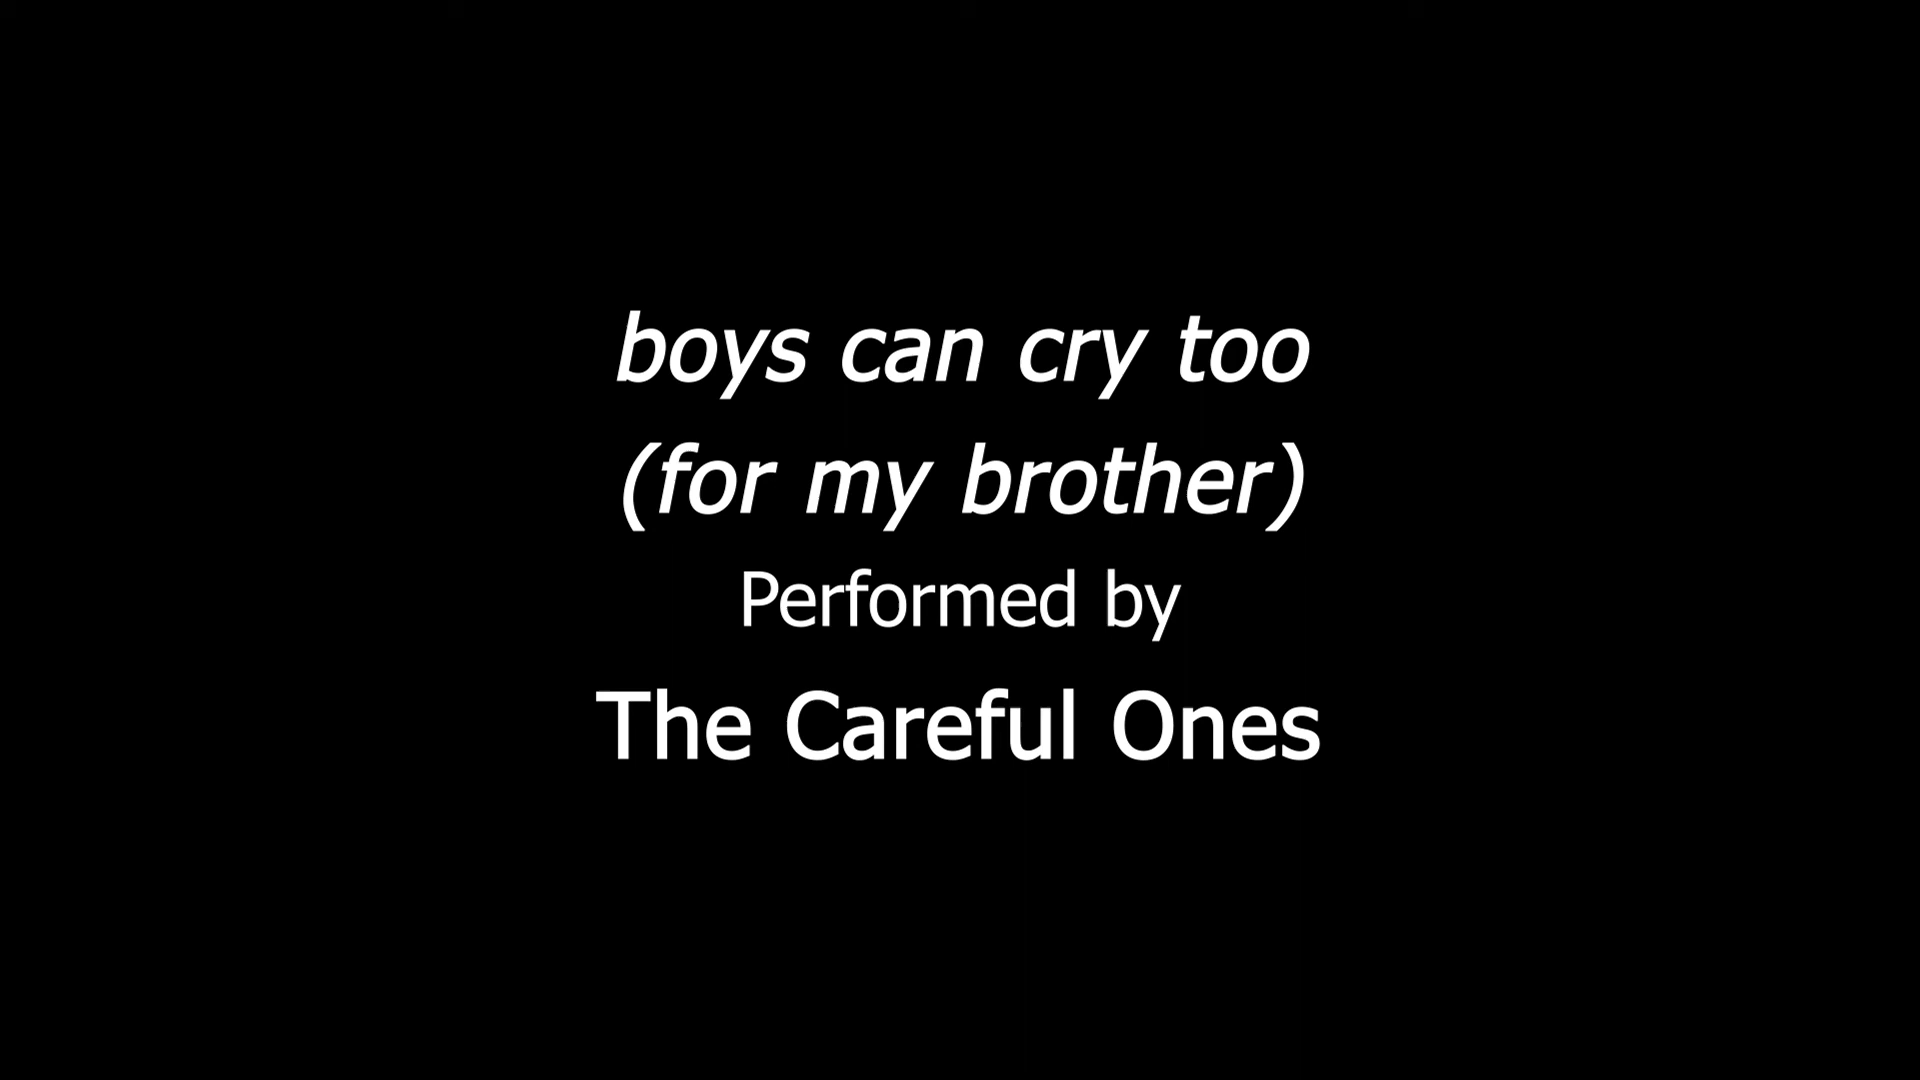 boys can cry too
(for my brother)
Performed by
The Careful Ones